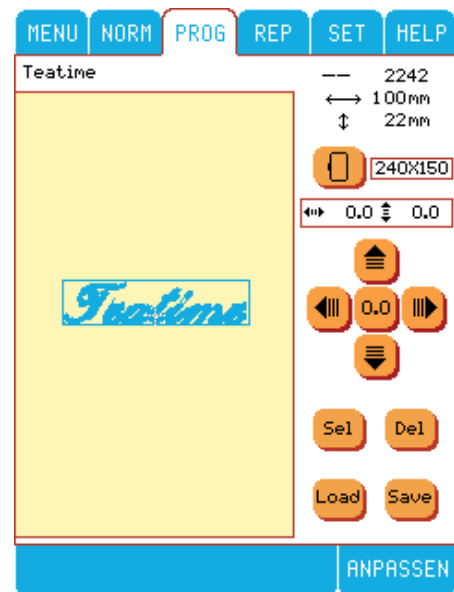 MENU NORM PROG REP SET HELP
Teatime
-- 2242
↔ 100mm
↕ 22mm
240X150
0.0 0.0
Teatime
0.0
Sel Del
Load Save
ANPASSEN